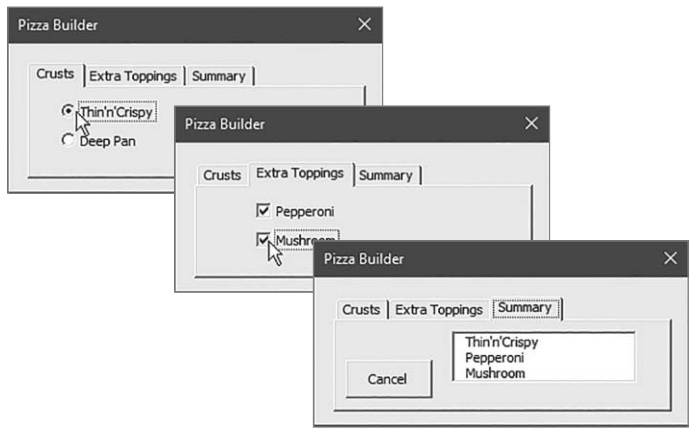 Pizza Builder
Crusts Extra Toppings Summary
Thin'n'Crispy
Deep Pan
Pizza Builder
Crusts Extra Toppings Summary
Pepperoni
Mushroom
Pizza Builder
Crusts Extra Toppings Summary
Thin'n'Crispy
Pepperoni
Mushroom
Cancel